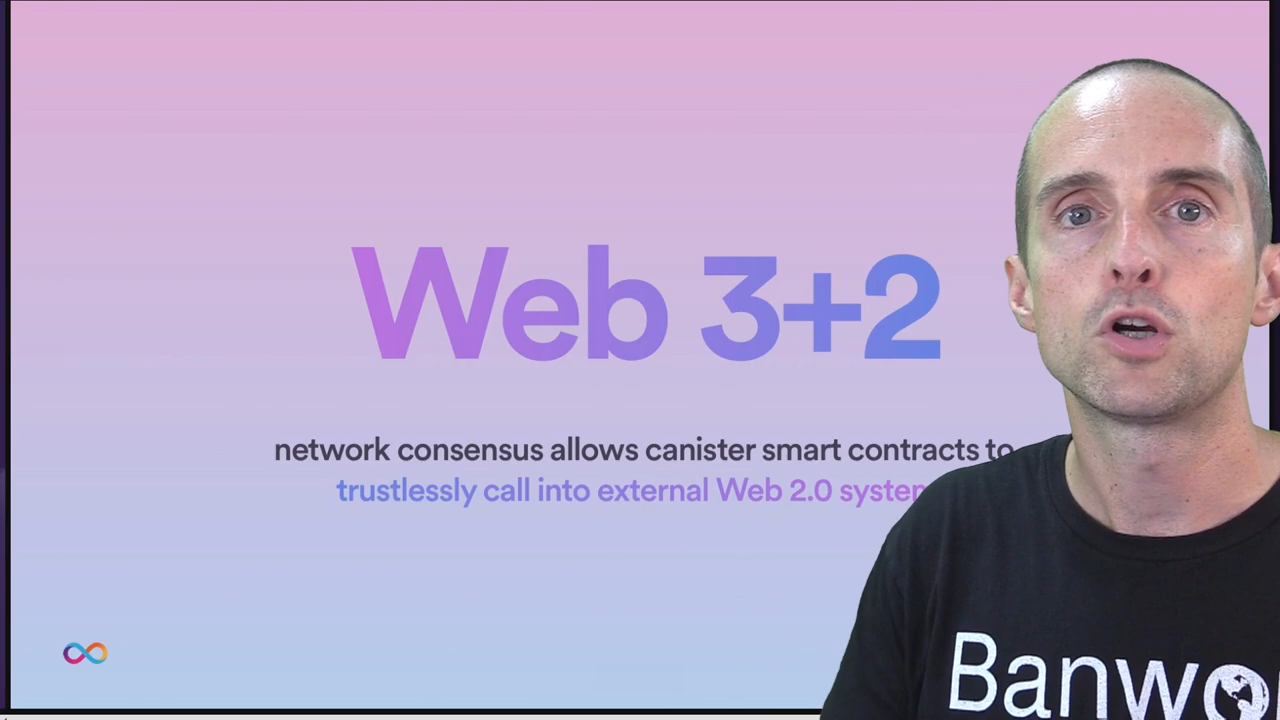 Web 3+2
network consensus allows canister smart contracts to
trustlessly call into external Web 2.0